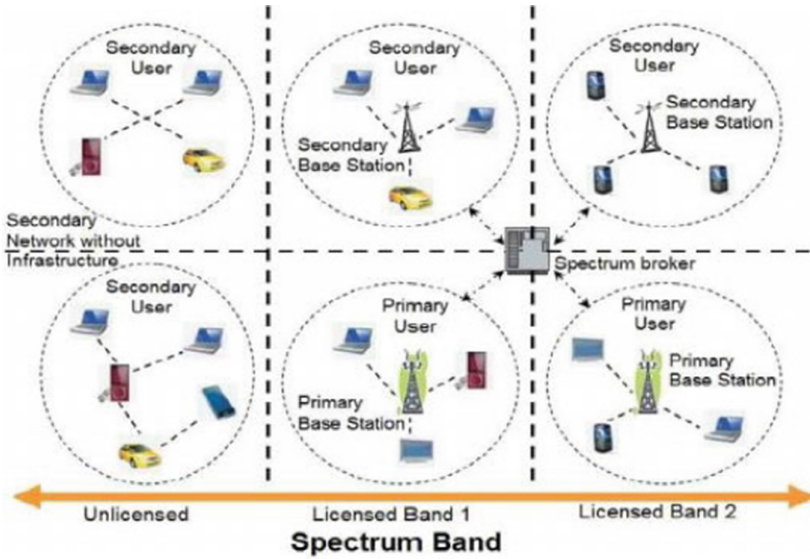 Secondary
User
Secondary
User
Secondary
Base Station
Secondary
User
Secondary
Base Station
Secondary
Network without
Infrastructure
Spectrum broker
Secondary
User
Primary
User
Primary
Base Station
Primary
User
Primary
Base Station
Unlicensed
Licensed Band 1
Licensed Band 2
Spectrum Band